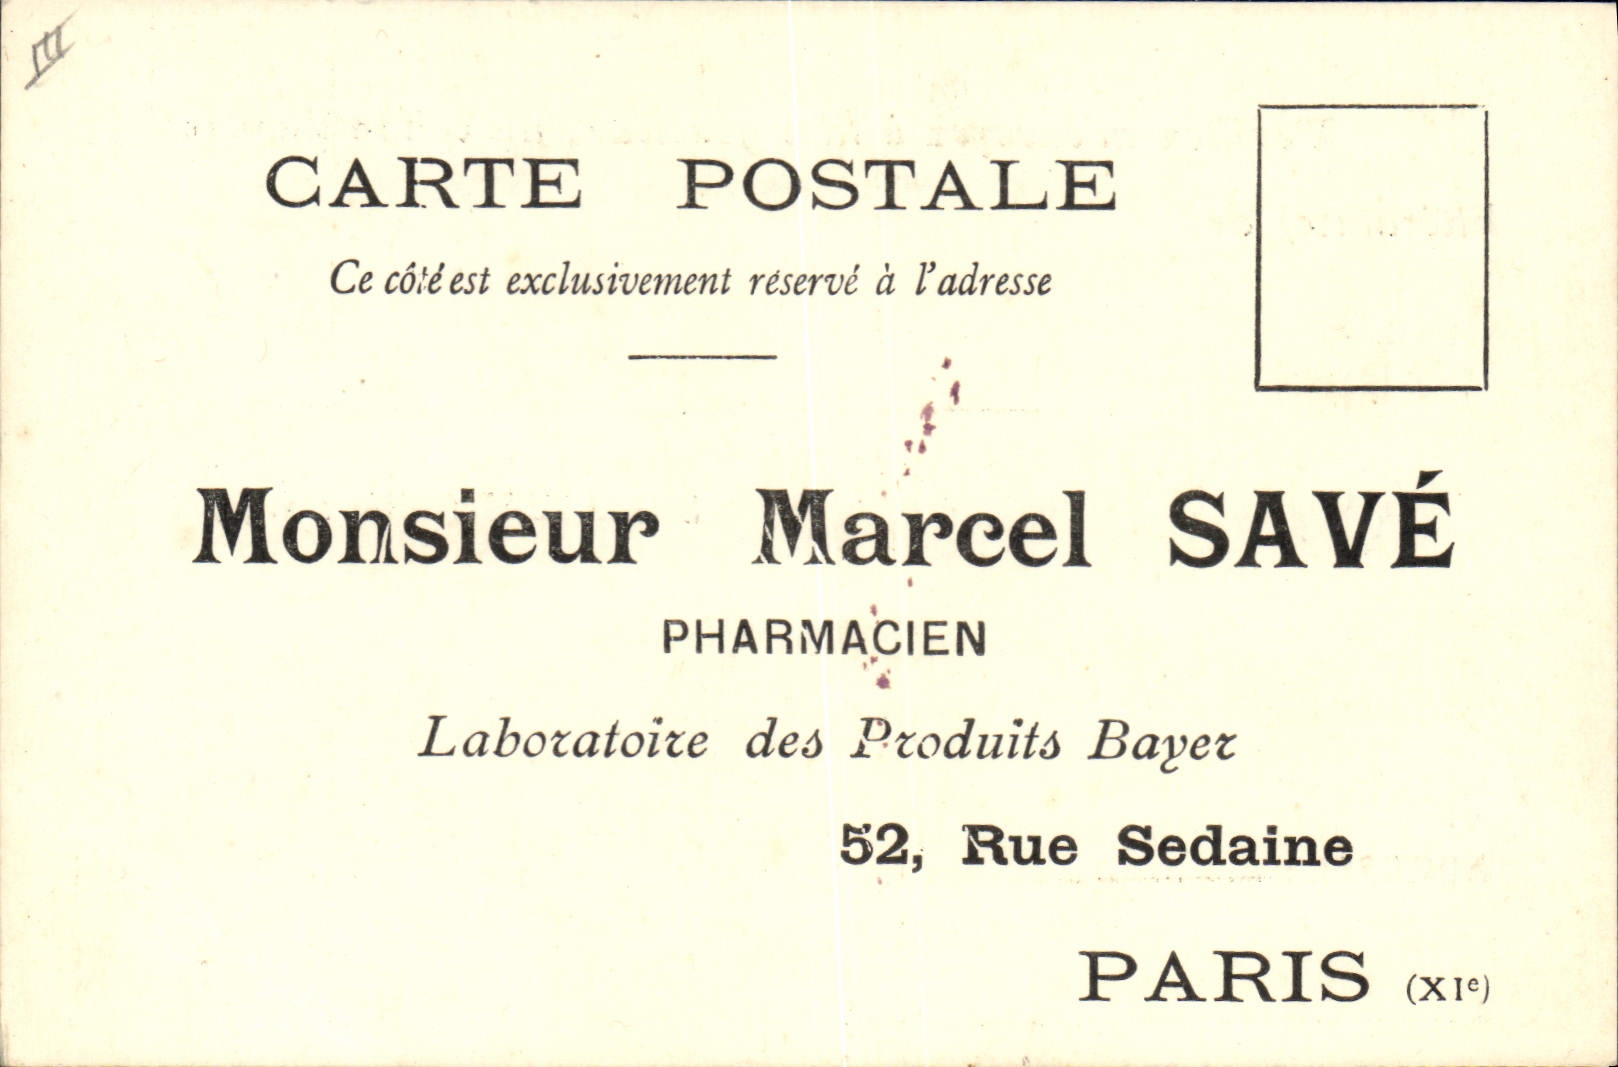 CARTE POSTALE
Ce côté est exclusivement réservé à l'adresse
Monsieur Marcel SAVÉ
PHARMACIEN
Laboratoire des Produits Bayer
52, Rue Sedaine
PARIS (XIe)